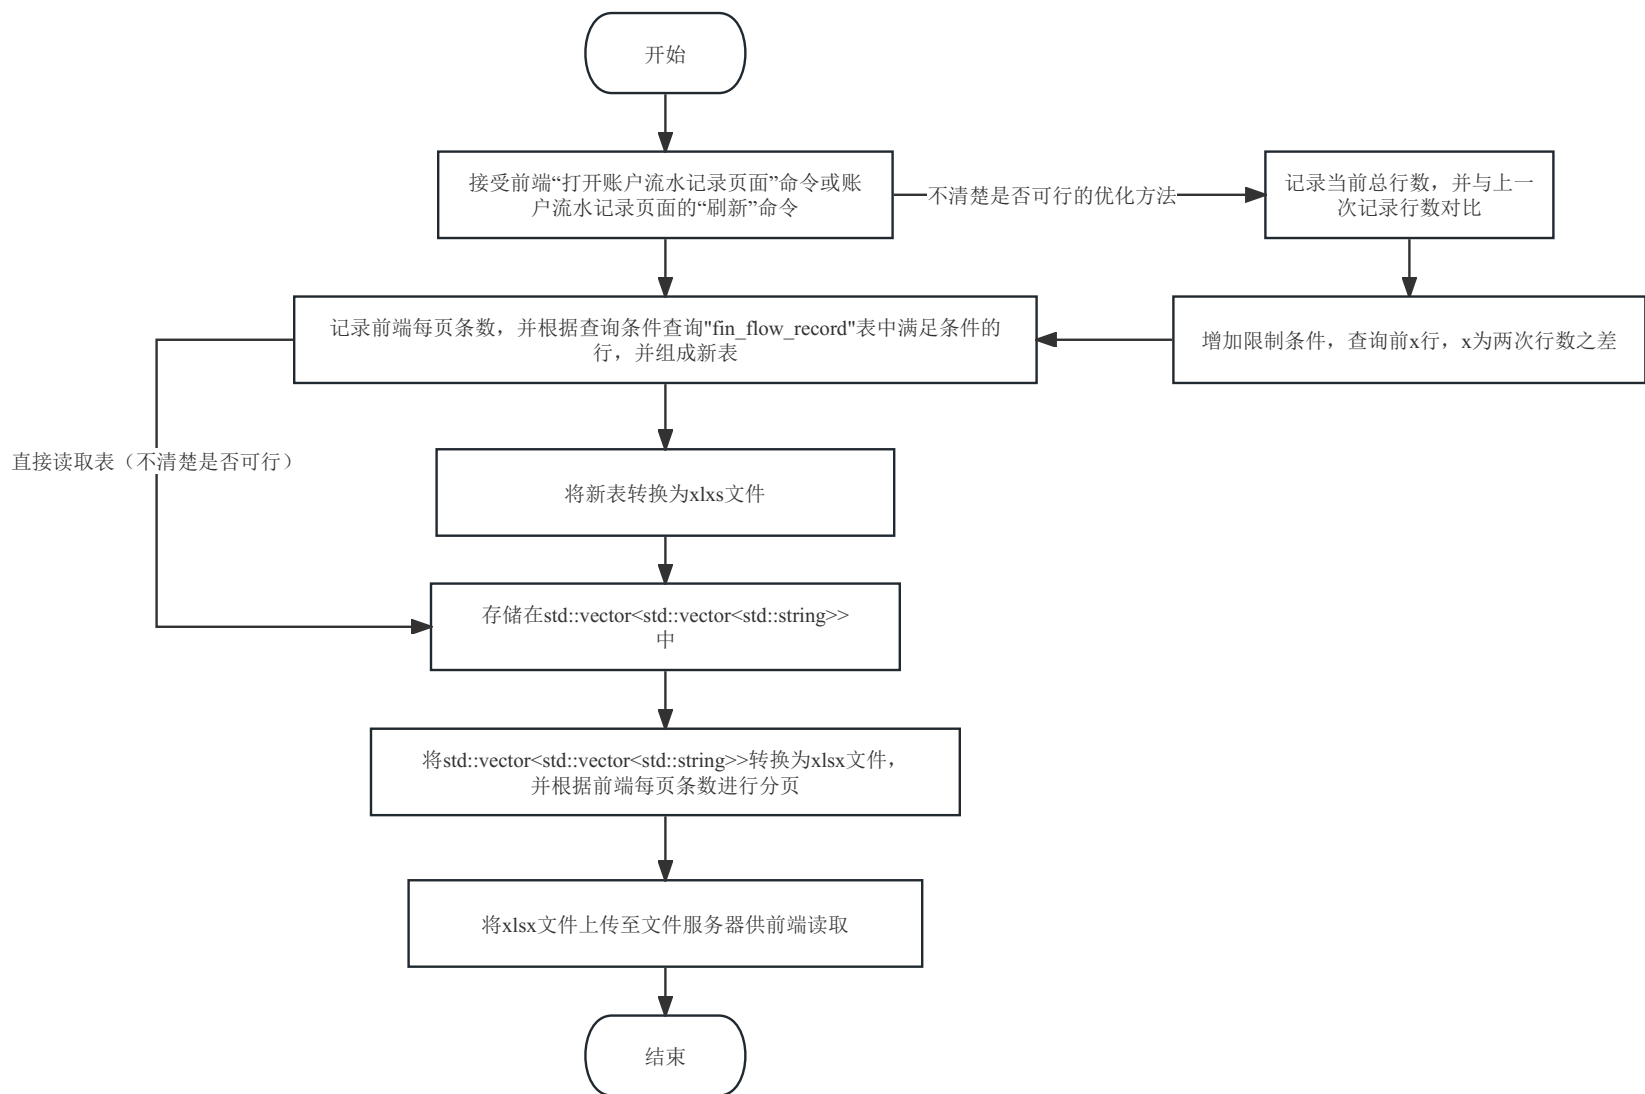 开始
接受前端“打开账户流水记录页面”命令或账
户流水记录页面的“刷新”命令
不清楚是否可行的优化方法
记录当前总行数，并与上一
次记录行数对比
记录前端每页条数，并根据查询条件查询"fin_flow_record"表中满足条件的
行，并组成新表
增加限制条件，查询前x行，x为两次行数之差
直接读取表（不清楚是否可行）
将新表转换为xlxs文件
存储在std::vector<std::vector<std::string>>
中
将std::vector<std::vector<std::string>>转换为xlsx文件，
并根据前端每页条数进行分页
将xlsx文件上传至文件服务器供前端读取
结束